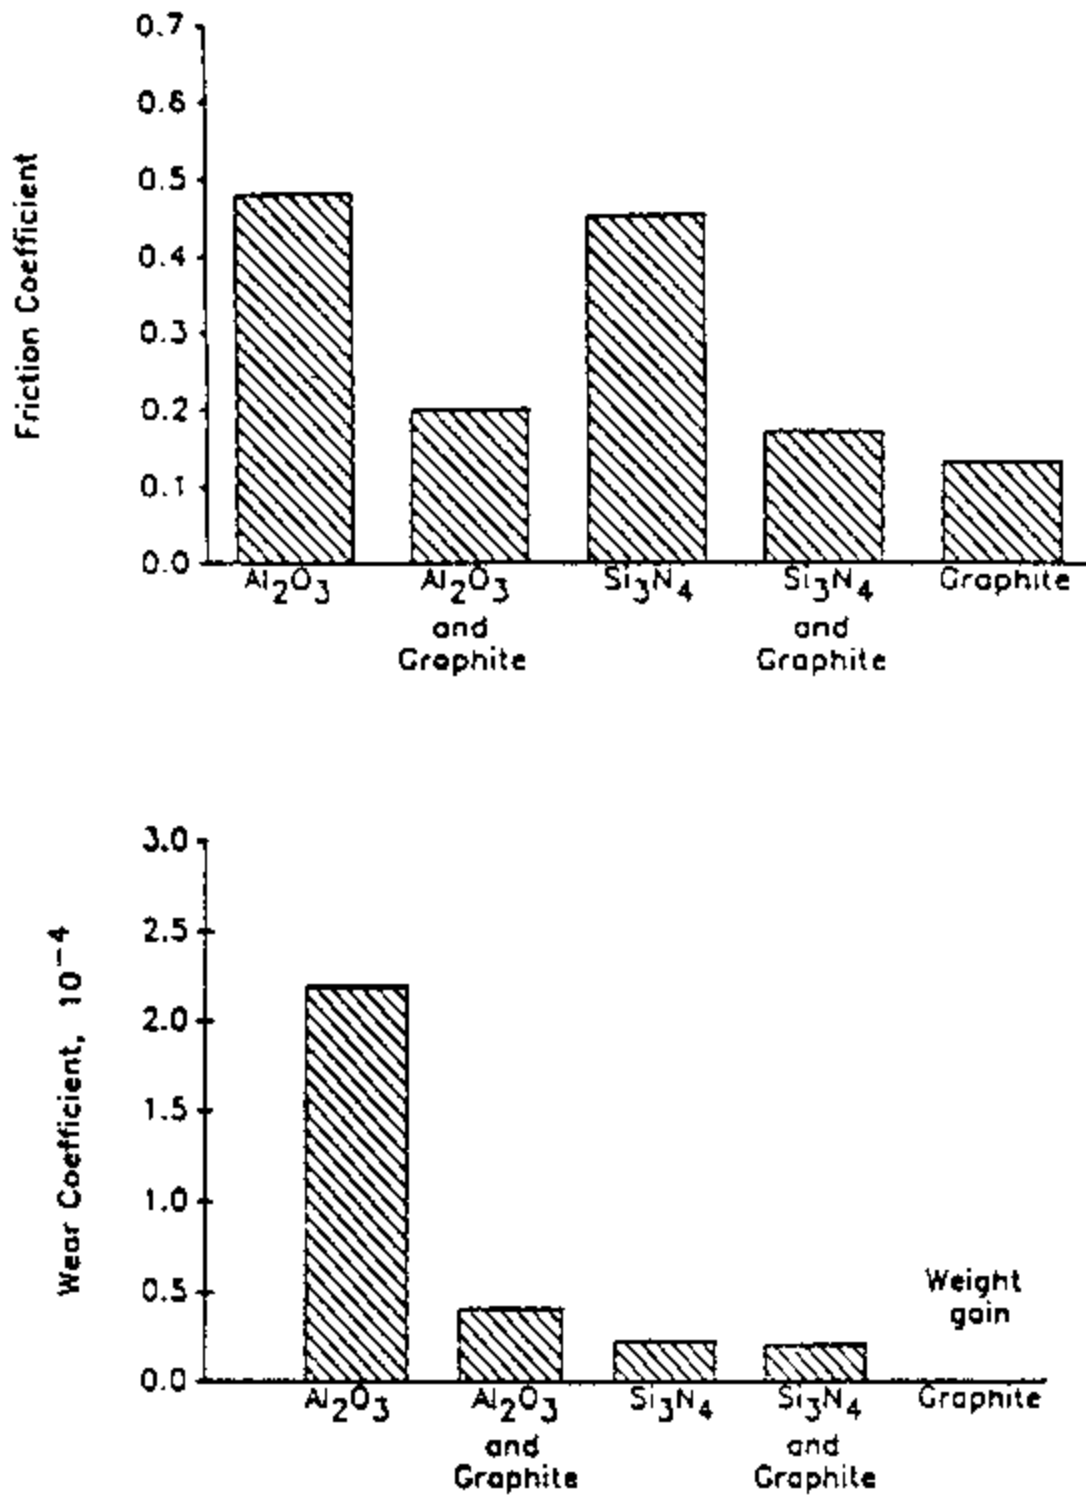 Friction Coefficient
0.7
0.6
0.5
0.4
0.3
0.2
0.1
0.0
Al₂O₃
Al₂O₃ and Graphite
Si₃N₄
Si₃N₄ and Graphite
Graphite
Wear Coefficient, 10⁻⁴
3.0
2.5
2.0
1.5
1.0
0.5
0.0
Weight
gain
Al₂O₃
Al₂O₃ and Graphite
Si₃N₄
Si₃N₄ and Graphite
Graphite